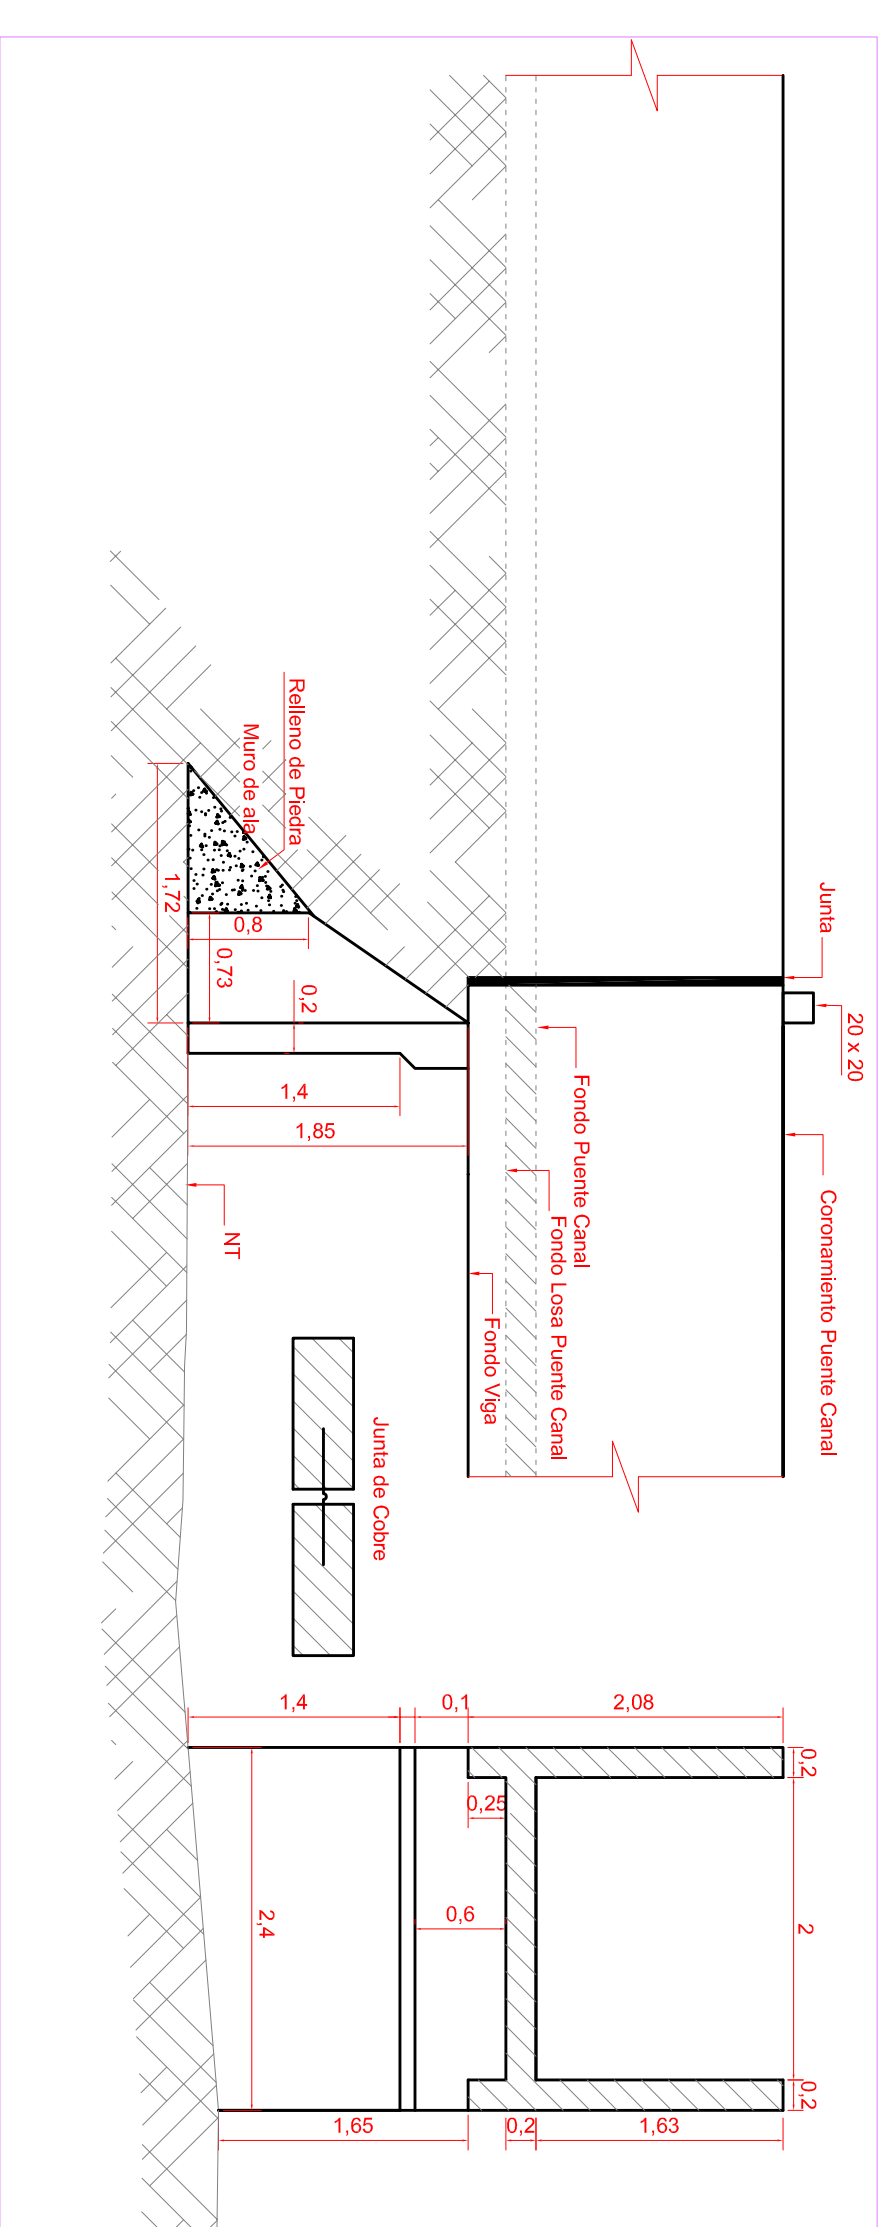 Junta
20 x 20
Coronamiento Puente Canal
Fondo Puente Canal
Fondo Losa Puente Canal
Fondo Viga
Relleno de Piedra
Muro de ala
1,72
0,8
0,73
0,2
1,4
1,85
NT
Junta de Cobre
1,4
0,1
2,08
0,2
2
0,2
0,25
0,6
2,4
1,65
0,2
1,63